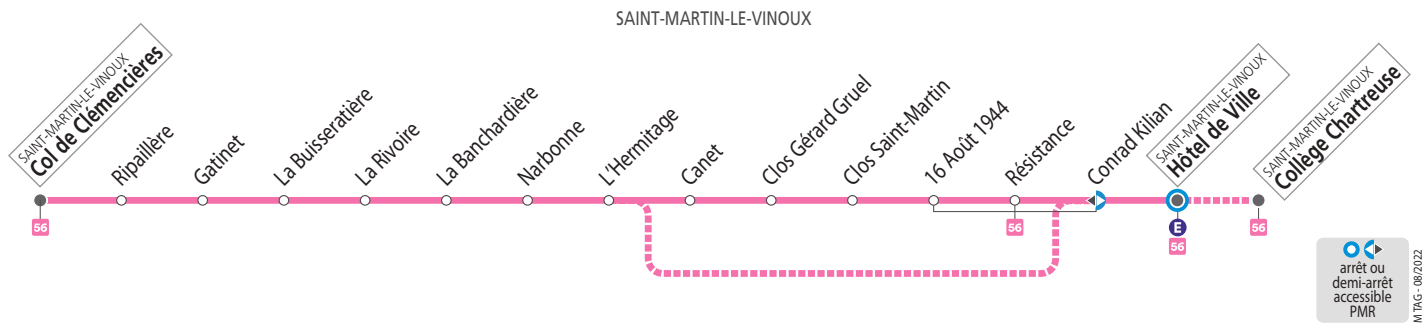 SAINT-MARTIN-LE-VINOUX
SAINT-MARTIN-LE-VINOUX
Col de Clémencières
Ripaillère
Gatinet
La Buisseratière
La Rivoire
La Banchardière
Narbonne
L'Hermitage
Canet
Clos Gérard Gruel
Clos Saint-Martin
16 Août 1944
Résistance
Conrad Kilian
SAINT-MARTIN-LE-VINOUX
Hôtel de Ville
SAINT-MARTIN-LE-VINOUX
Collège Chartreuse
56
56
E
56
56
arrêt ou
demi-arrêt
accessible
PMR
M TAG - 08/2022